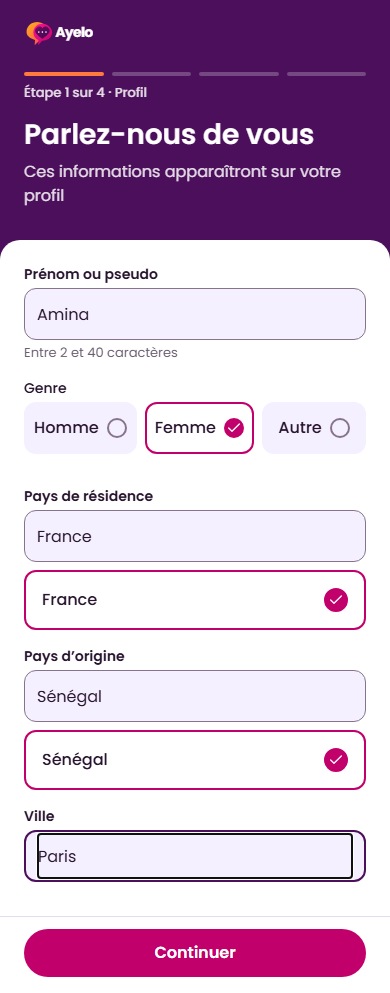 Ayelo
Étape 1 sur 4 · Profil
Parlez-nous de vous
Ces informations apparaîtront sur votre
profil
Prénom ou pseudo
Amina
Entre 2 et 40 caractères
Genre
Homme
Femme
Autre
Pays de résidence
France
France
Pays d’origine
Sénégal
Sénégal
Ville
Paris
Continuer